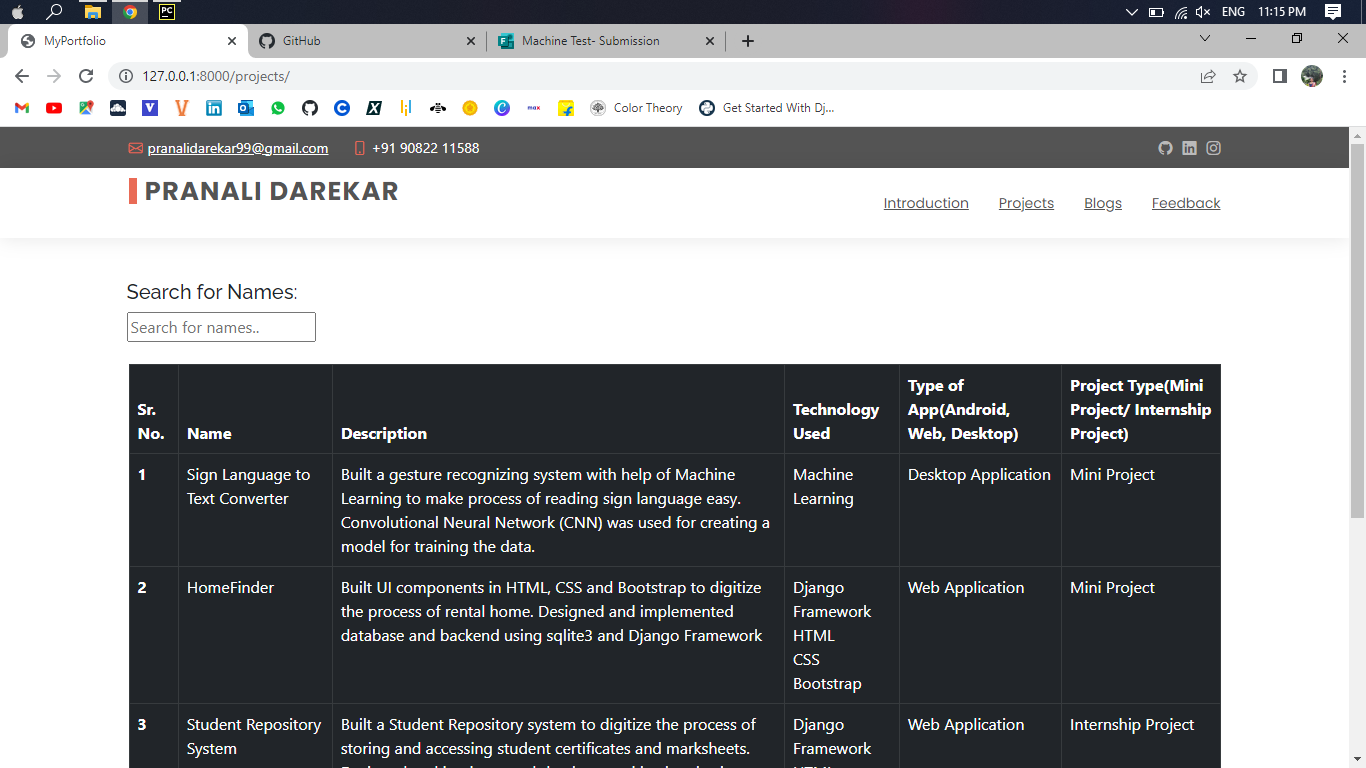 PC
ENG
11:15 PM
MyPortfolio
GitHub
Machine Test- Submission
127.0.0.1:8000/projects/
Color Theory
Get Started With Dj...
pranalidarekar99@gmail.com
+91 90822 11588
PRANALI DAREKAR
Introduction
Projects
Blogs
Feedback
Search for Names:
Search for names..
Sr.
No.
Name
Description
Technology
Used
Type of
App(Android,
Web, Desktop)
Project Type(Mini
Project/ Internship
Project)
1
Sign Language to
Text Converter
Built a gesture recognizing system with help of Machine
Learning to make process of reading sign language easy.
Convolutional Neural Network (CNN) was used for creating a
model for training the data.
Machine
Learning
Desktop Application
Mini Project
2
HomeFinder
Built UI components in HTML, CSS and Bootstrap to digitize
the process of rental home. Designed and implemented
database and backend using sqlite3 and Django Framework
Django
Framework
HTML
CSS
Bootstrap
Web Application
Mini Project
3
Student Repository
System
Built a Student Repository system to digitize the process of
storing and accessing student certificates and marksheets.
Django
Framework
Web Application
Internship Project